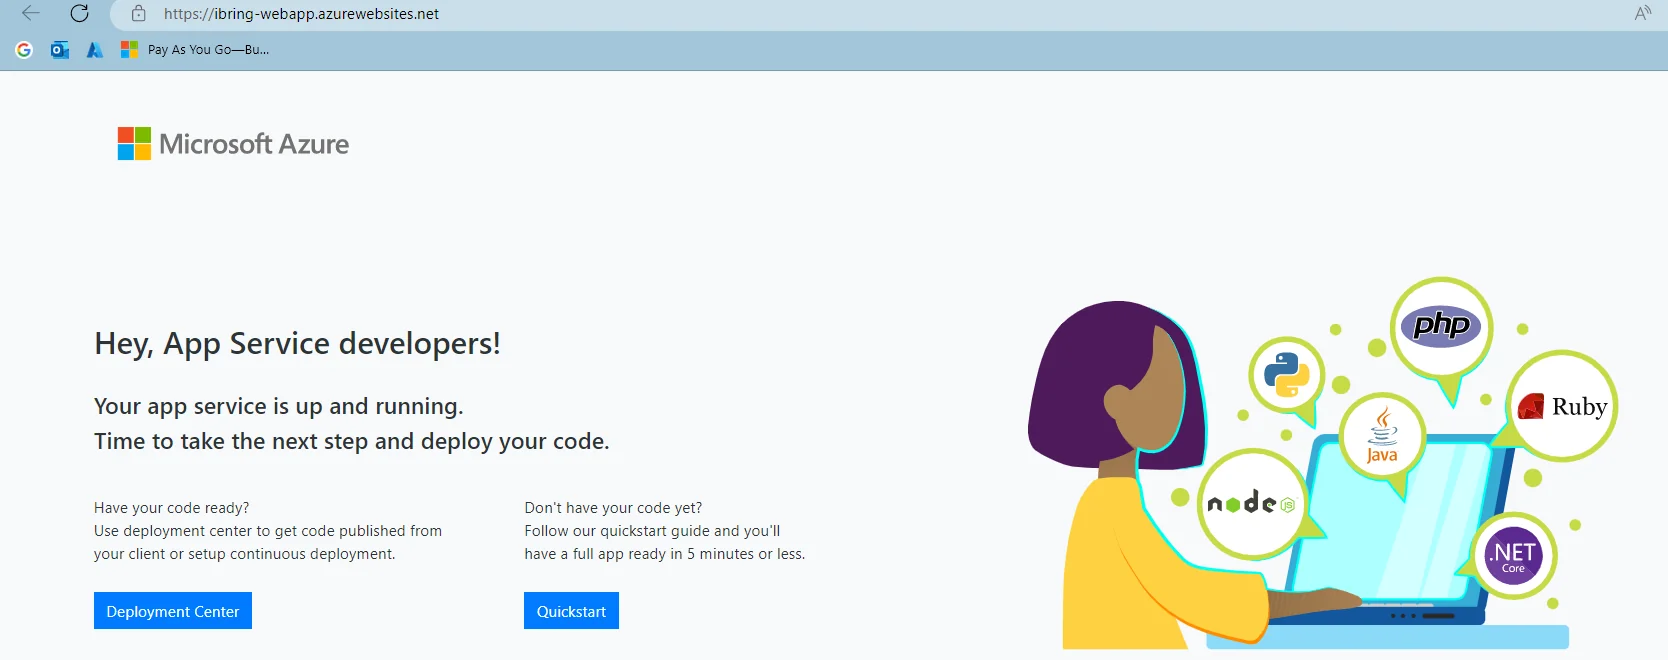 https://ibring-webapp.azurewebsites.net
A
G
Pay As You Go—Bu...
Microsoft Azure
Hey, App Service developers!
Your app service is up and running.
Time to take the next step and deploy your code.
Have your code ready?
Use deployment center to get code published from
your client or setup continuous deployment.
Deployment Center
Don't have your code yet?
Follow our quickstart guide and you'll
have a full app ready in 5 minutes or less.
Quickstart
php
Ruby
Java
node
JS
.NET
Core